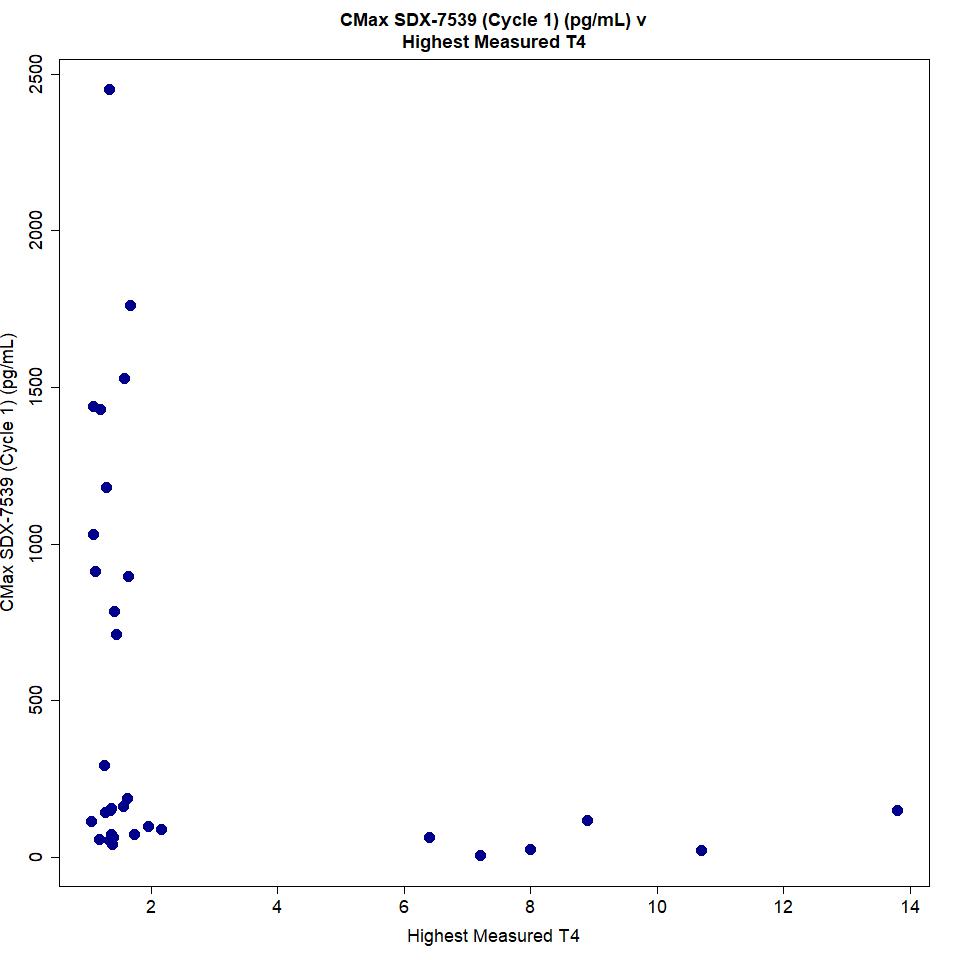 CMax SDX-7539 (Cycle 1) (pg/mL) v
Highest Measured T4
CMax SDX-7539 (Cycle 1) (pg/mL)
2500
2000
1500
1000
500
0
2 4 6 8 10 12 14
Highest Measured T4